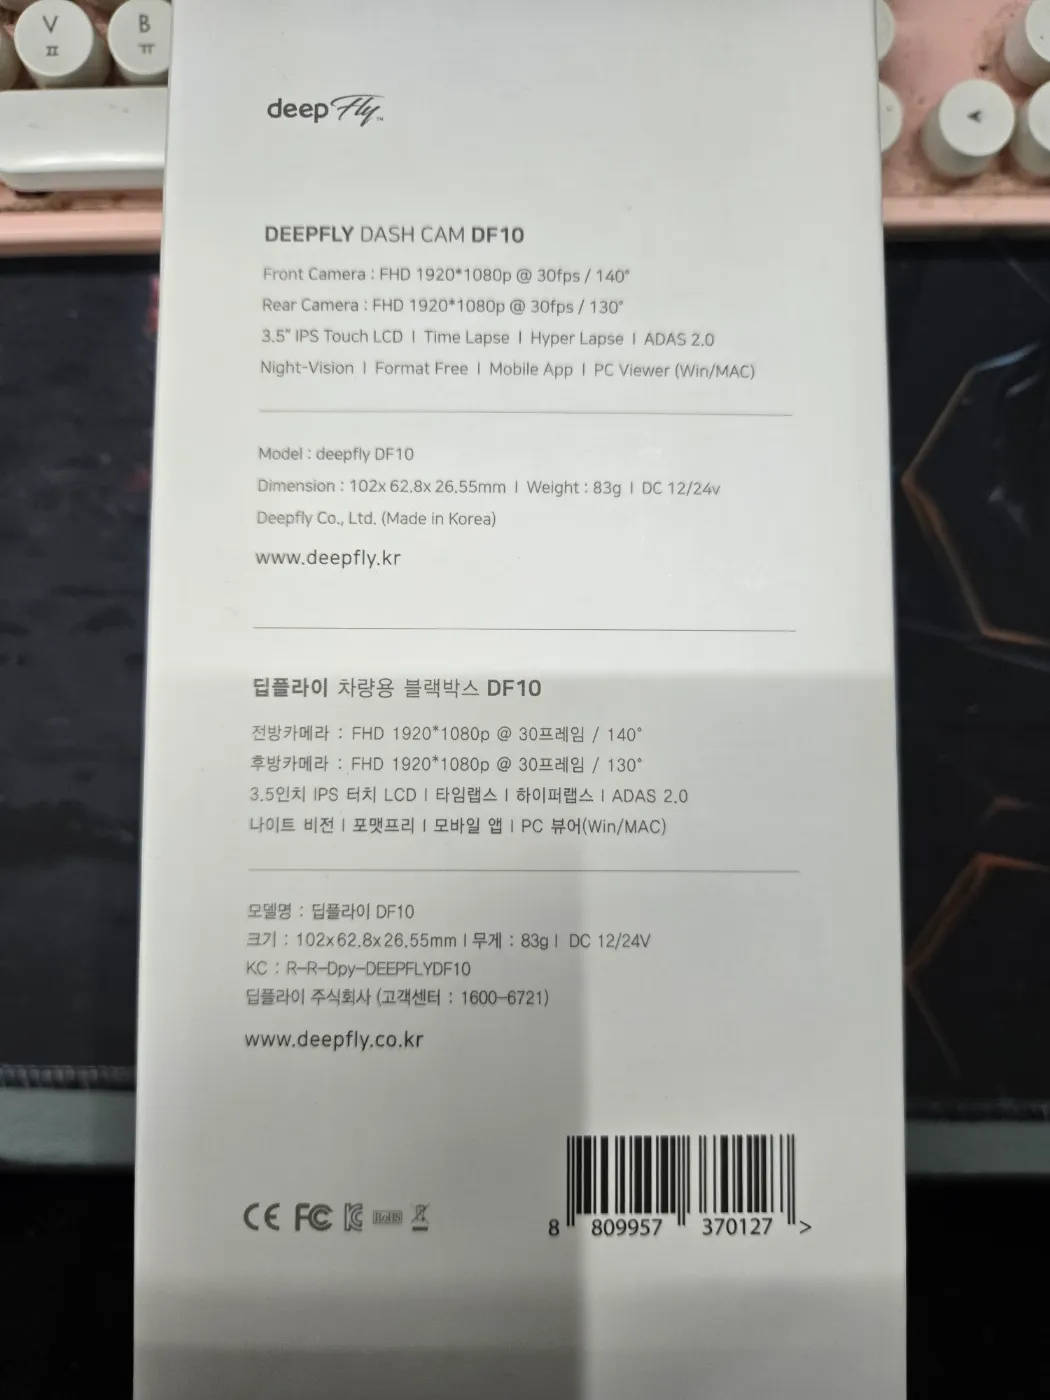 V
ㅍ
B
ㅠ
deepFly™
DEEPFLY DASH CAM DF10
Front Camera : FHD 1920*1080p @ 30fps / 140°
Rear Camera : FHD 1920*1080p @ 30fps / 130°
3.5" IPS Touch LCD | Time Lapse | Hyper Lapse | ADAS 2.0
Night-Vision | Format Free | Mobile App | PC Viewer (Win/MAC)
Model : deepfly DF10
Dimension : 102x 62.8x 26.55mm | Weight : 83g | DC 12/24v
Deepfly Co., Ltd. (Made in Korea)
www.deepfly.kr
딥플라이 차량용 블랙박스 DF10
전방카메라 : FHD 1920*1080p @ 30프레임 / 140°
후방카메라 : FHD 1920*1080p @ 30프레임 / 130°
3.5인치 IPS 터치 LCD | 타임랩스 | 하이퍼랩스 | ADAS 2.0
나이트 비전 | 포맷프리 | 모바일 앱 | PC 뷰어(Win/MAC)
모델명 : 딥플라이 DF10
크기 : 102x62.8x26.55mm | 무게 : 83g | DC 12/24V
KC : R-R-Dpy-DEEPFLYDF10
딥플라이 주식회사 (고객센터 : 1600-6721)
www.deepfly.co.kr
CE FC KC RoHS
8 809957 370127 >